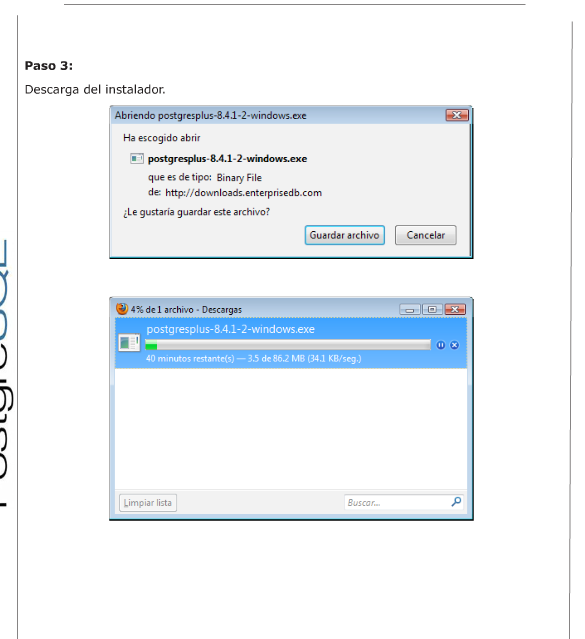 Paso 3:
Descarga del instalador.
Abriendo postgresplus-8.4.1-2-windows.exe
Ha escogido abrir
postgresplus-8.4.1-2-windows.exe
que es de tipo: Binary File
de: http://downloads.enterprisedb.com
¿Le gustaría guardar este archivo?
Guardar archivo Cancelar
4% de 1 archivo - Descargas
postgresplus-8.4.1-2-windows.exe
40 minutos restante(s) — 3.5 de 86.2 MB (34.1 KB/seg.)
Limpiar lista Buscar...
PostgreSQL